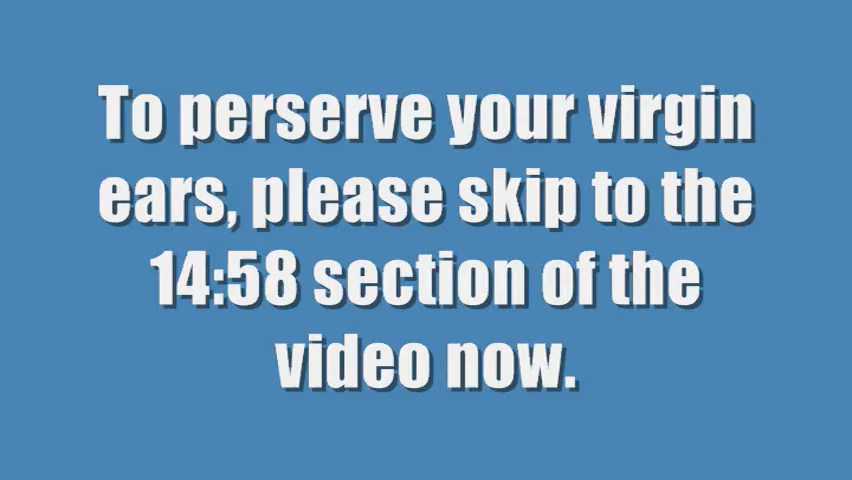 To perserve your virgin
ears, please skip to the
14:58 section of the
video now.